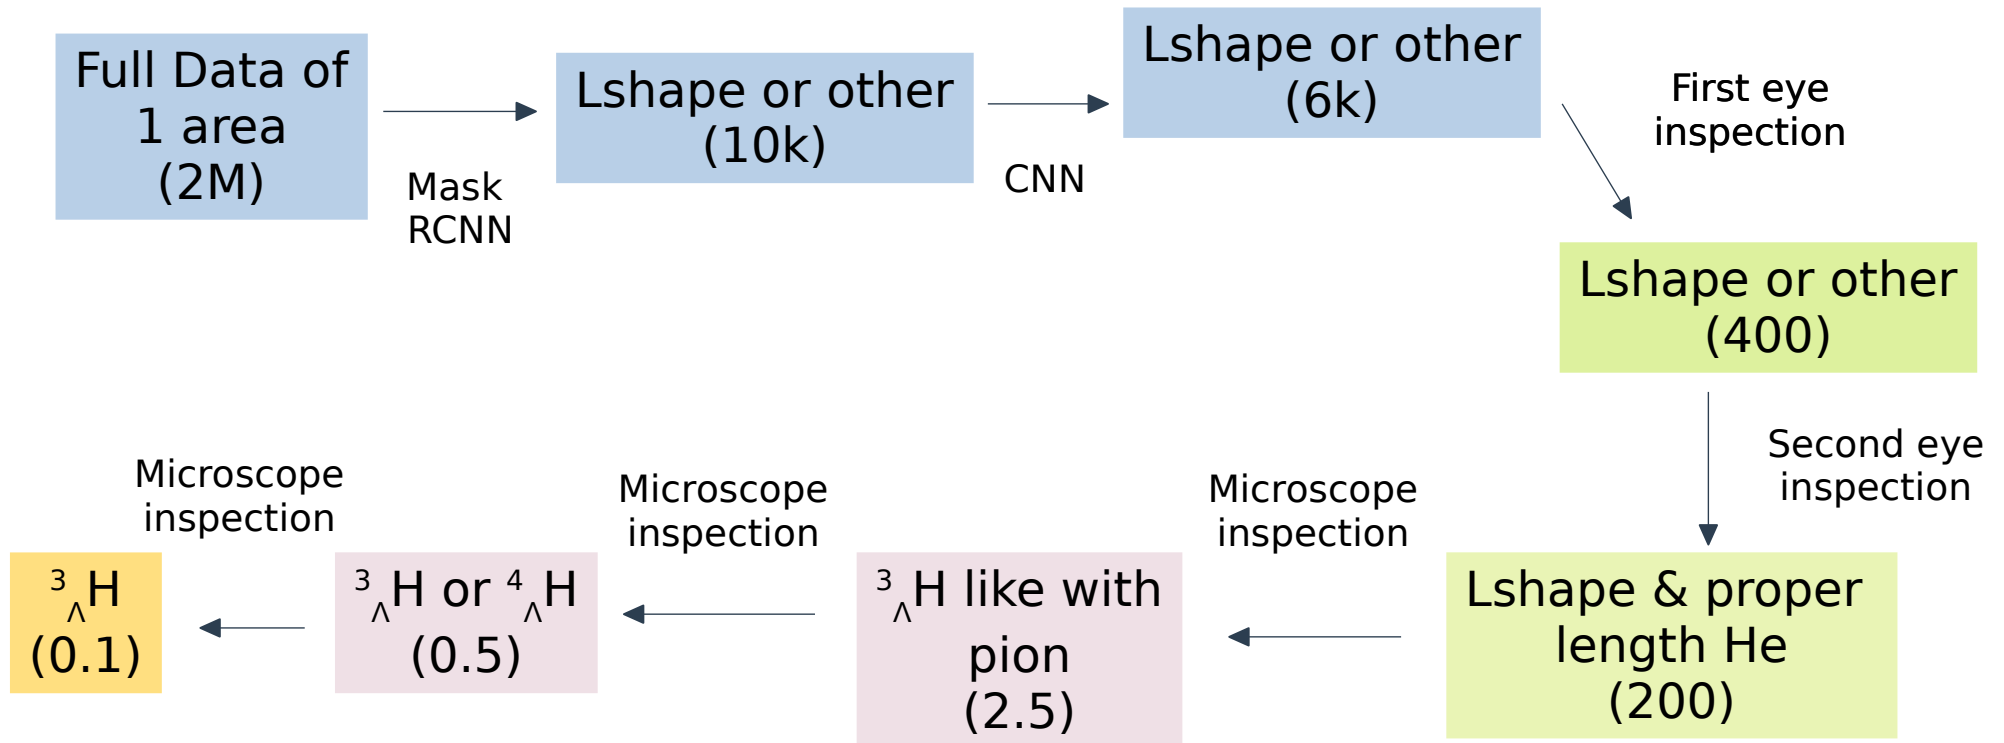 Full Data of
1 area
(2M)
Mask
RCNN
Lshape or other
(10k)
CNN
Lshape or other
(6k)
First eye
inspection
Lshape or other
(400)
Second eye
inspection
Lshape & proper
length He
(200)
Microscope
inspection
³ΛH like with
pion
(2.5)
Microscope
inspection
³ΛH or ⁴ΛH
(0.5)
Microscope
inspection
³ΛH
(0.1)